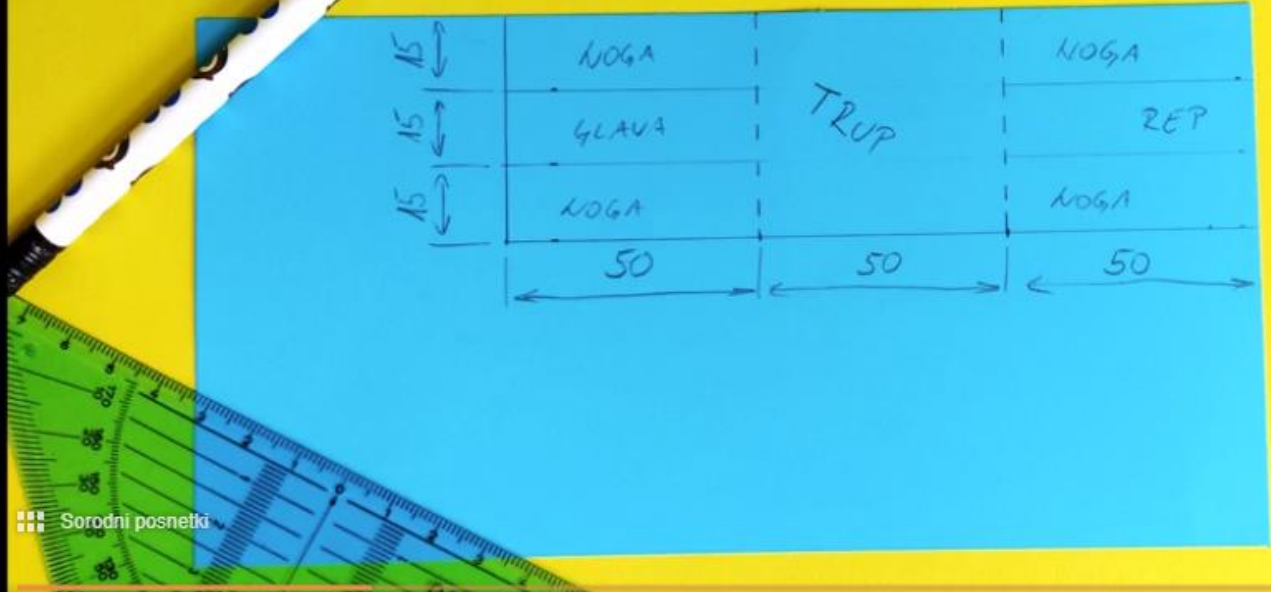 15 NOGA NOGA
15 GLAVA TRUP REP
15 NOGA NOGA
50 50 50
Sorodni posnetki